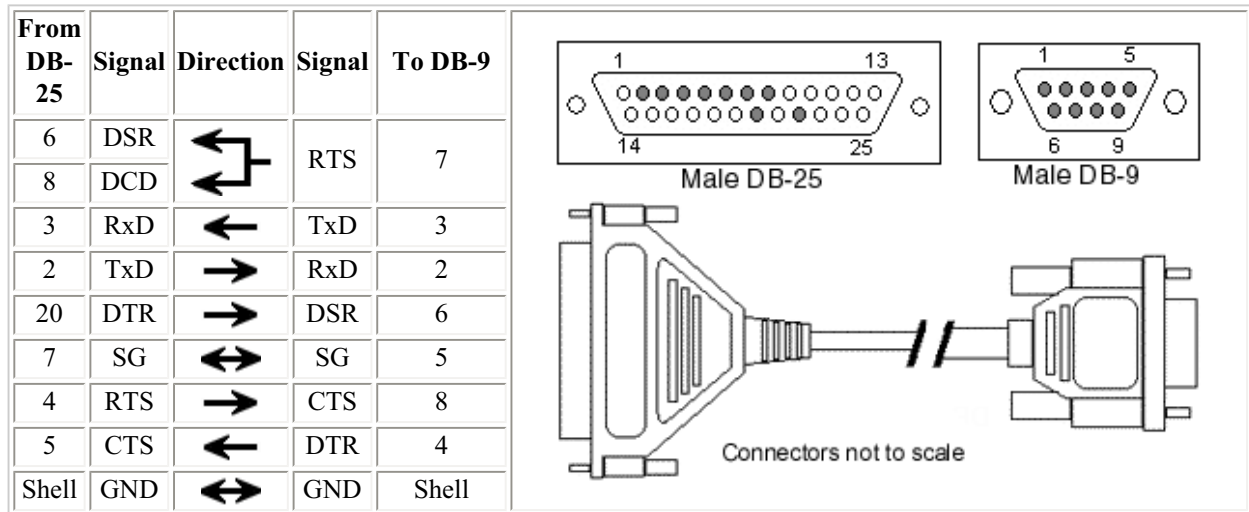 From DB-25 Signal Direction Signal To DB-9
6 DSR RTS 7
8 DCD
3 RxD TxD 3
2 TxD RxD 2
20 DTR DSR 6
7 SG SG 5
4 RTS CTS 8
5 CTS DTR 4
Shell GND GND Shell
1 13
14 25
Male DB-25
1 5
6 9
Male DB-9
Connectors not to scale